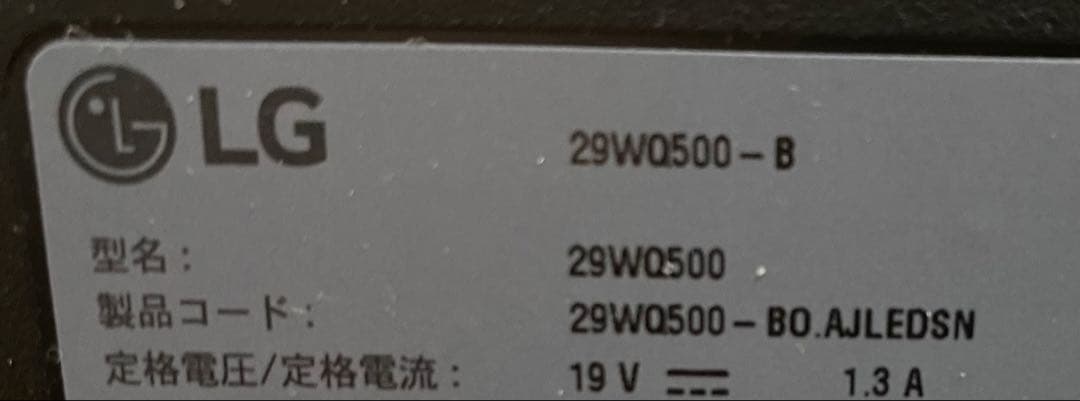 LG 29WQ500-B
型名： 29WQ500
製品コード： 29WQ500-BO.AJLEDSN
定格電圧/定格電流： 19 V ⎓ 1.3 A